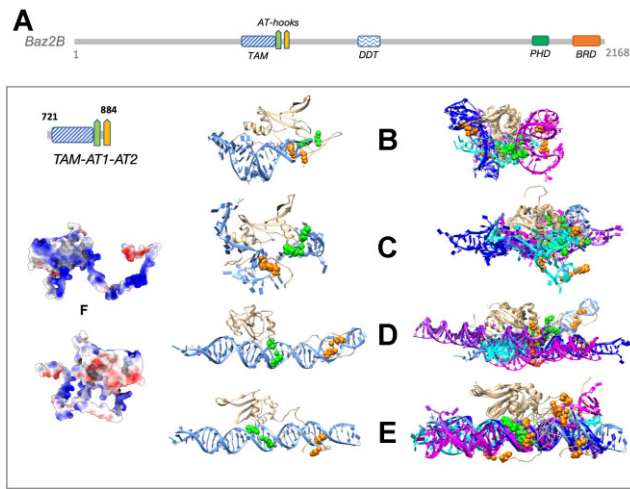 A
AT-hooks
Baz2B
1
TAM
DDT
PHD
BRD
2168
721
884
TAM-AT1-AT2
B
C
F
D
E